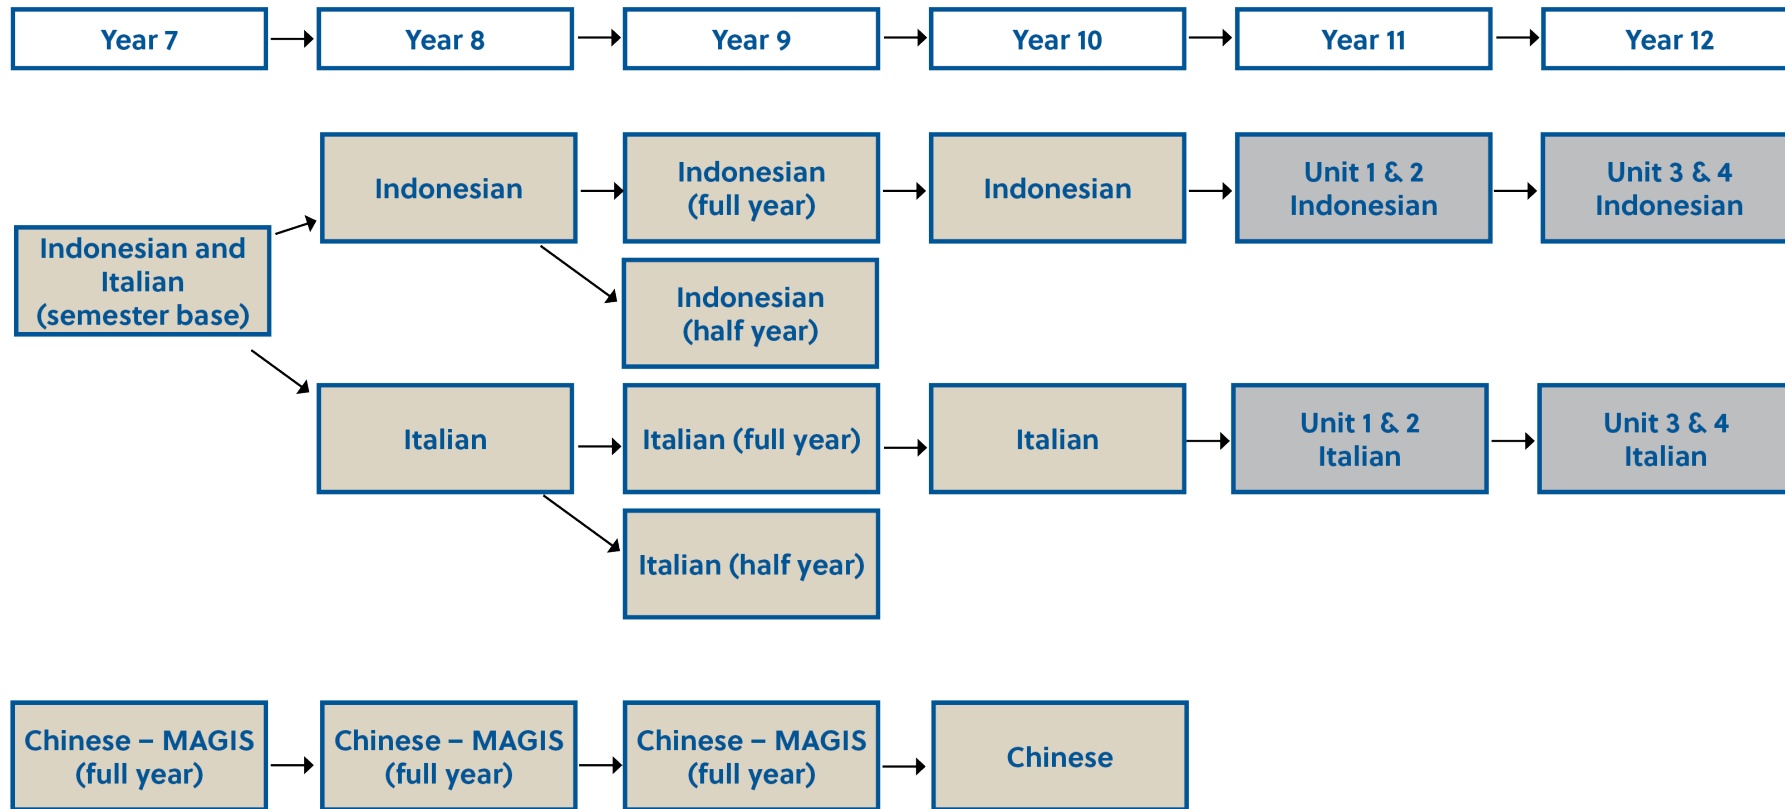 Year 7
Year 8
Year 9
Year 10
Year 11
Year 12
Indonesian and
Italian
(semester base)
Indonesian
Indonesian
(full year)
Indonesian
Unit 1 & 2
Indonesian
Unit 3 & 4
Indonesian
Indonesian
(half year)
Italian
Italian (full year)
Italian
Unit 1 & 2
Italian
Unit 3 & 4
Italian
Italian (half year)
Chinese – MAGIS
(full year)
Chinese – MAGIS
(full year)
Chinese – MAGIS
(full year)
Chinese